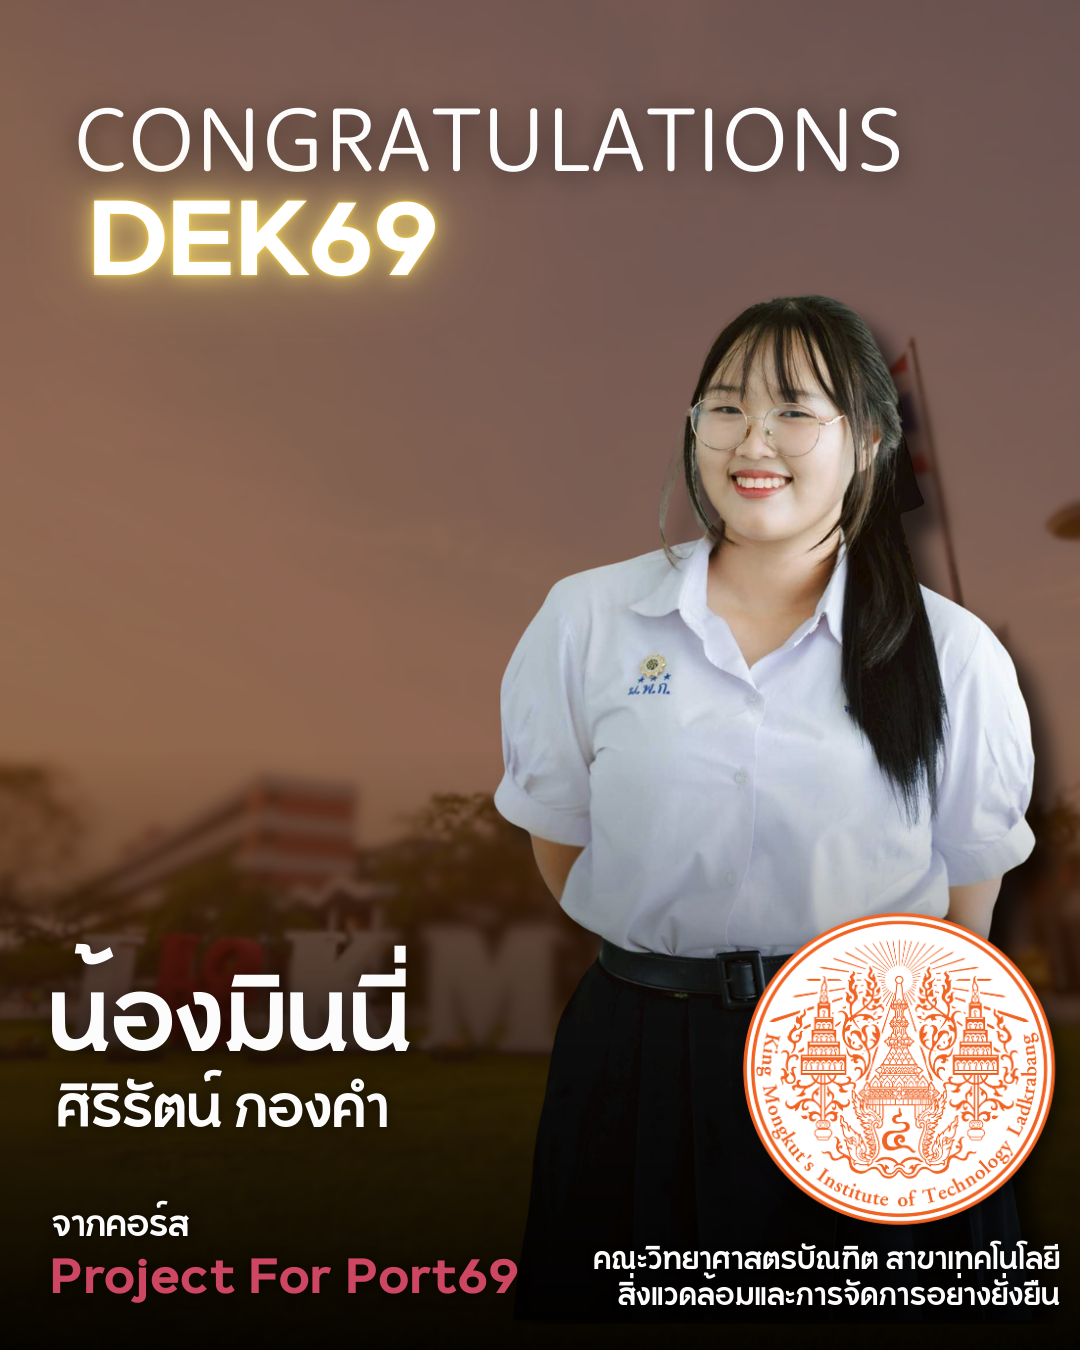 CONGRATULATIONS
DEK69
น.พ.ก.
น้องมินนี่
ศิริรัตน์ กองคำ
จากคอร์ส
Project For Port69
King Mongkut's Institute of Technology Ladkrabang
๔
คณะวิทยาศาสตรบัณฑิต สาขาเทคโนโลยี
สิ่งแวดล้อมและการจัดการอย่างยั่งยืน